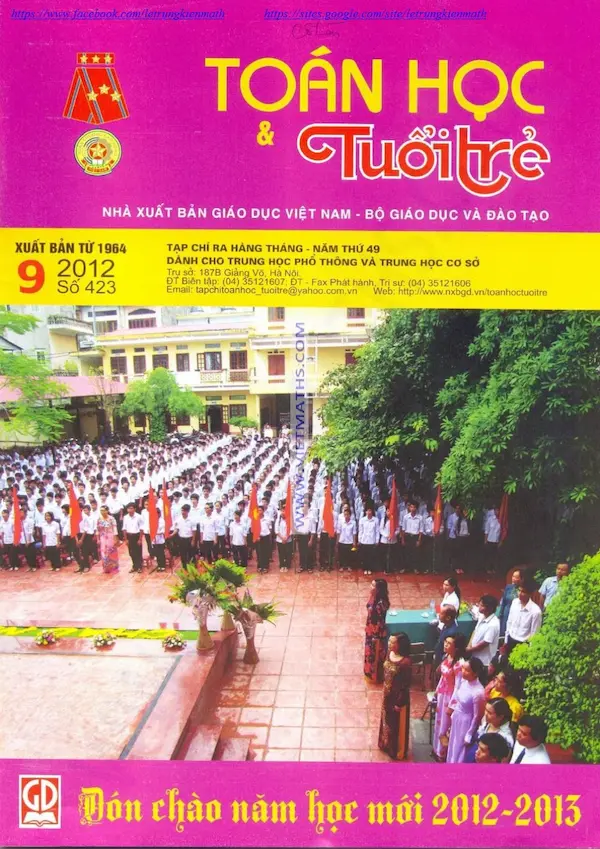 https://www.facebook.com/letrungkienmath https://sites.google.com/site/letrungkienmath
TOÁN HỌC
& Tuổi trẻ
NHÀ XUẤT BẢN GIÁO DỤC VIỆT NAM - BỘ GIÁO DỤC VÀ ĐÀO TẠO
XUẤT BẢN TỪ 1964
9 2012
Số 423
TẠP CHÍ RA HÀNG THÁNG - NĂM THỨ 49
DÀNH CHO TRUNG HỌC PHỔ THÔNG VÀ TRUNG HỌC CƠ SỞ
Trụ sở: 187B Giảng Võ, Hà Nội.
ĐT Biên tập: (04) 35121607; ĐT - Fax Phát hành, Trị sự: (04) 35121606
Email: tapchitoanhoc_tuoitre@yahoo.com.vn Web: http://www.nxbgd.vn/toanhoctuoitre
WWW.VIETMATHS.COM
GD
Đón chào năm học mới 2012-2013